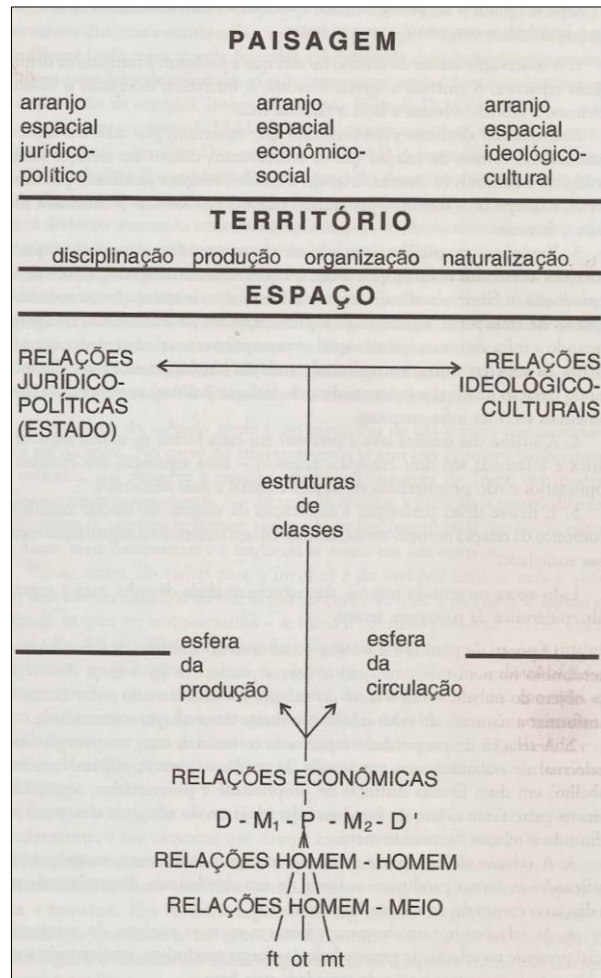 PAISAGEM
arranjo
espacial
jurídico-
político
arranjo
espacial
econômico-
social
arranjo
espacial
ideológico-
cultural
TERRITÓRIO
disciplinação produção organização naturalização.
ESPAÇO
RELAÇÕES
JURÍDICO-
POLÍTICAS
(ESTADO)
RELAÇÕES
IDEOLÓGICO-
CULTURAIS
estruturas
de
classes
esfera
da
produção
esfera
da
circulação
RELAÇÕES ECONÔMICAS
D - M₁ - P - M₂ - D '
RELAÇÕES HOMEM - HOMEM
RELAÇÕES HOMEM - MEIO
ft ot mt